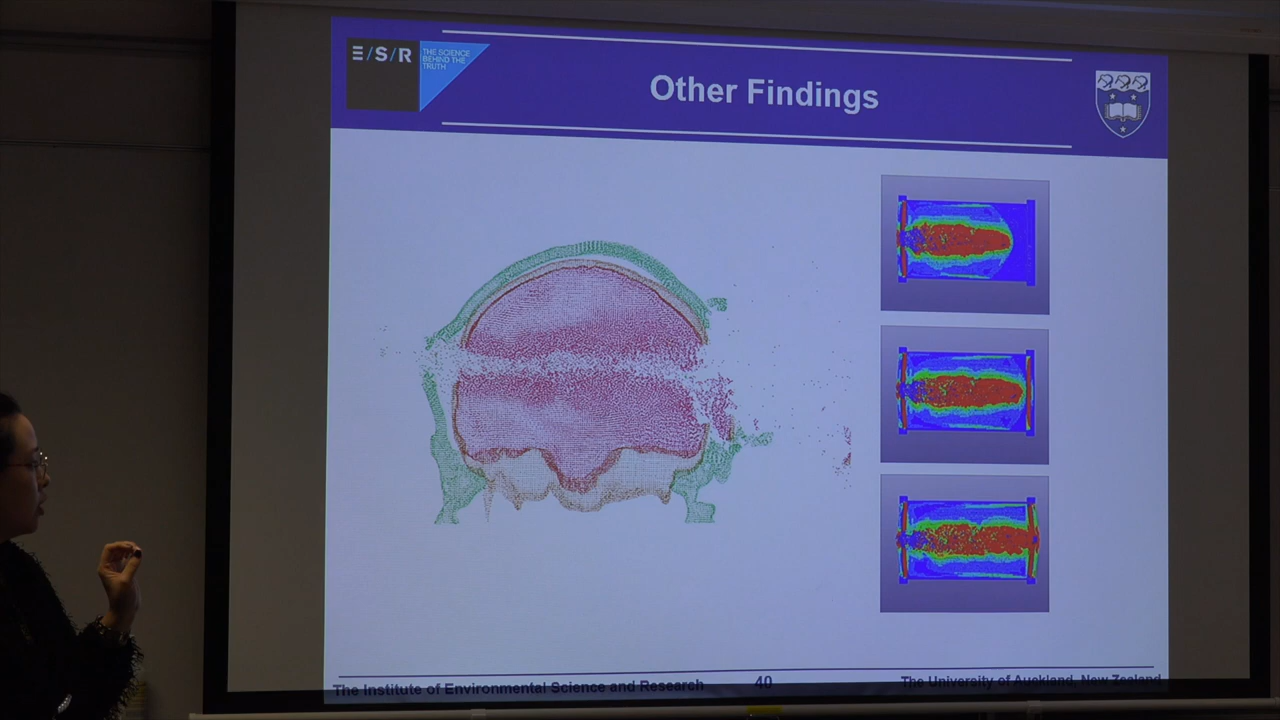 E/S/R
THE SCIENCE
BEHIND THE
TRUTH
Other Findings
The Institute of Environmental Science and Research
40
The University of Auckland, New Zealand